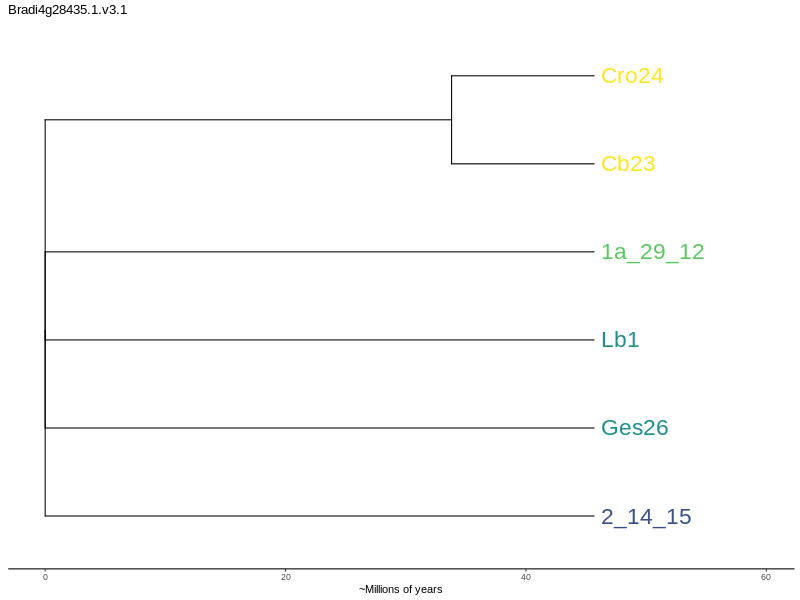 Bradi4g28435.1.v3.1
Cro24
Cb23
1a_29_12
Lb1
Ges26
2_14_15
0 20 40 60
~Millions of years